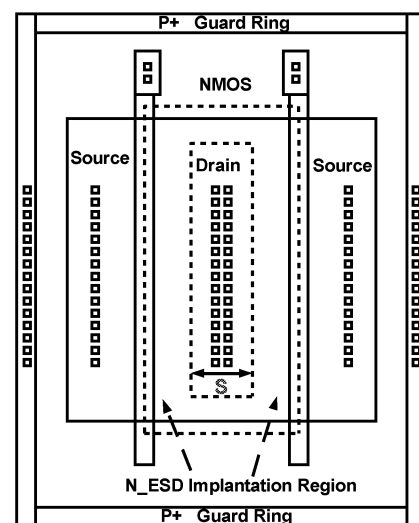 P+ Guard Ring
NMOS
Source
Drain
Source
S
N_ESD Implantation Region
P+ Guard Ring